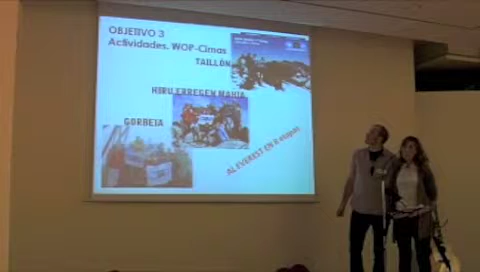 OBJETIVO 3
Actividades. WOP-Cimas
TAILLÓN
HIRU ERREGEN MAHIA
GORBEIA
AL EVEREST EN 8 etapas